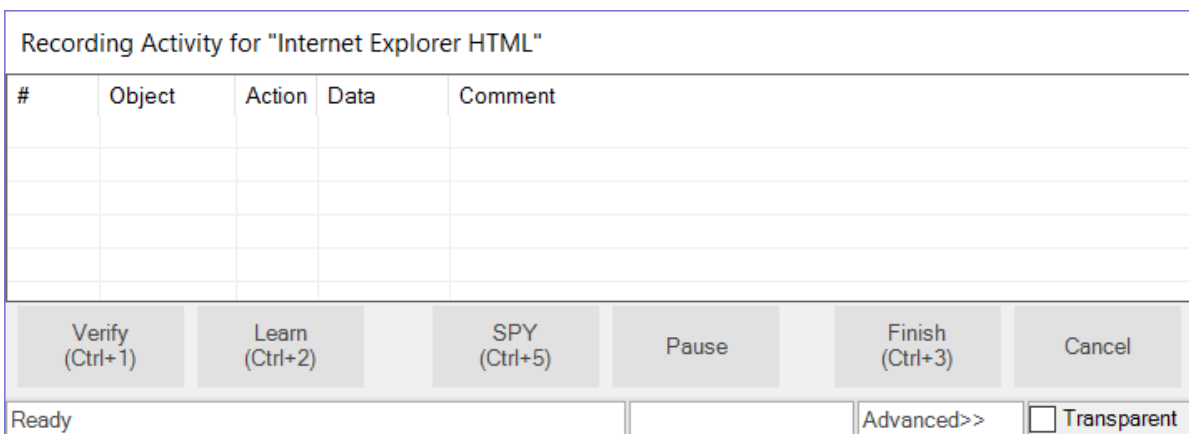 Recording Activity for "Internet Explorer HTML"
# Object Action Data Comment
Verify Learn SPY Pause Finish Cancel
(Ctrl+1) (Ctrl+2) (Ctrl+5) (Ctrl+3)
Ready Advanced>> Transparent